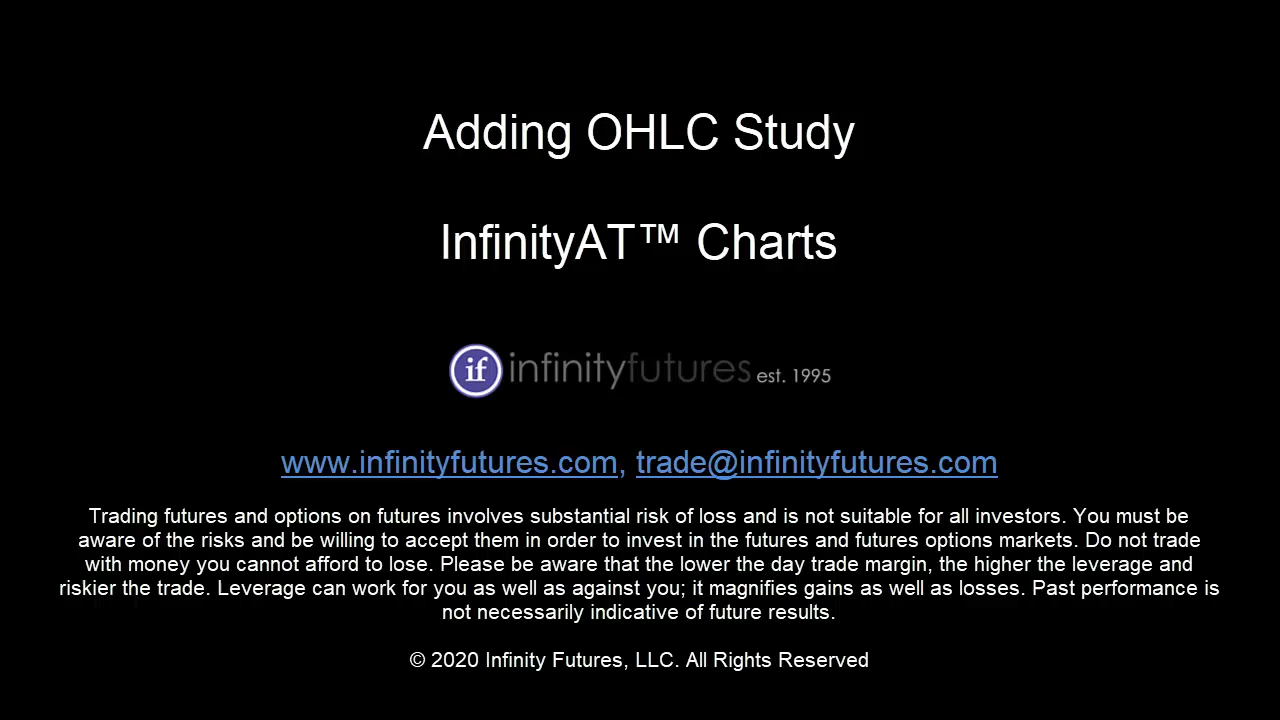 Adding OHLC Study
InfinityAT™ Charts
if infinityfutures est. 1995
www.infinityfutures.com, trade@infinityfutures.com
Trading futures and options on futures involves substantial risk of loss and is not suitable for all investors. You must be
aware of the risks and be willing to accept them in order to invest in the futures and futures options markets. Do not trade
with money you cannot afford to lose. Please be aware that the lower the day trade margin, the higher the leverage and
riskier the trade. Leverage can work for you as well as against you; it magnifies gains as well as losses. Past performance is
not necessarily indicative of future results.
© 2020 Infinity Futures, LLC. All Rights Reserved